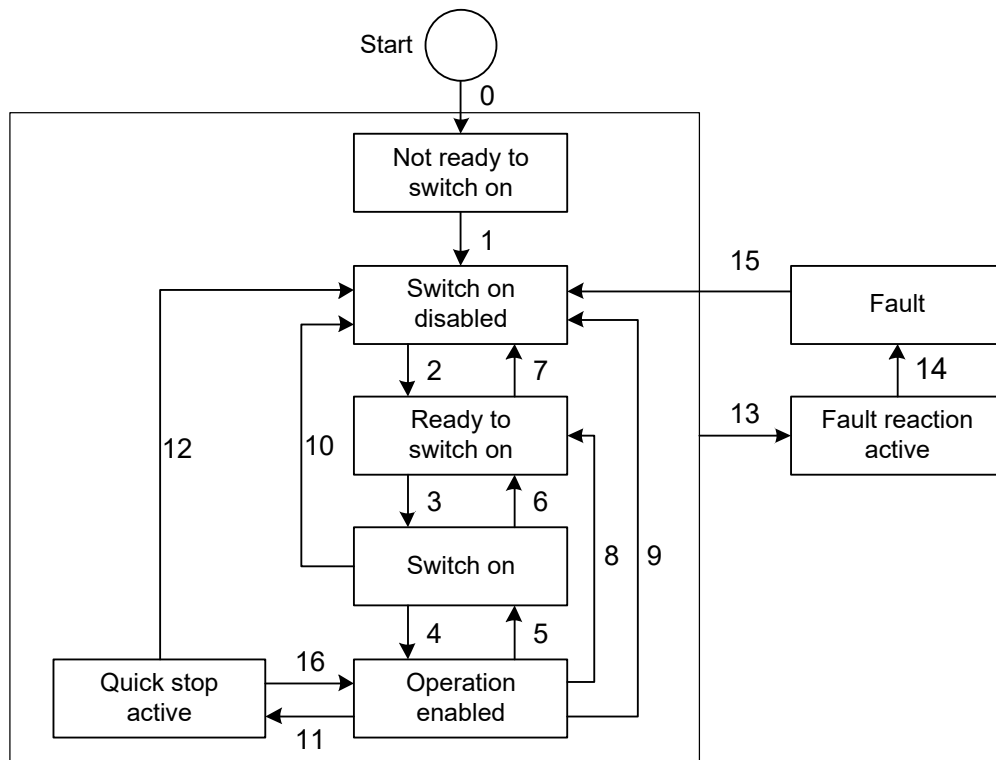 Start
0
Not ready to
switch on
1
15
Switch on
disabled
Fault
2
7
14
12
10
Ready to
switch on
13
Fault reaction
active
3
6
Switch on
8
9
4
5
16
Quick stop
active
Operation
enabled
11